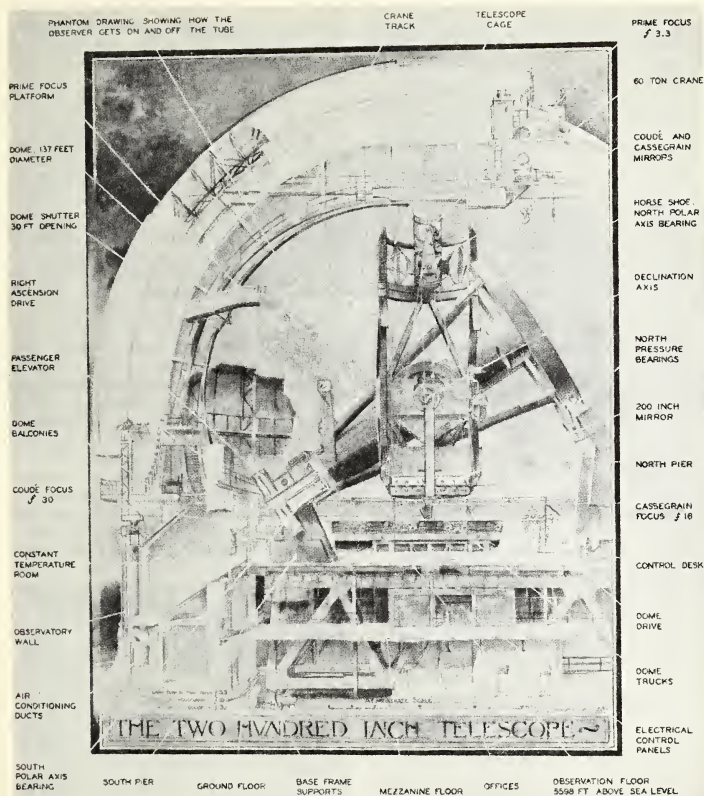 PHANTOM DRAWING SHOWING HOW THE
OBSERVER GETS ON AND OFF THE TUBE
CRANE
TRACK
TELESCOPE
CAGE
PRIME FOCUS
f 3.3
PRIME FOCUS
PLATFORM
DOME, 137 FEET
DIAMETER
DOME SHUTTER
30 FT OPENING
RIGHT
ASCENSION
DRIVE
PASSENGER
ELEVATOR
DOME
BALCONIES
COUDÉ FOCUS
f 30
CONSTANT
TEMPERATURE
ROOM
OBSERVATORY
WALL
AIR
CONDITIONING
DUCTS
SOUTH
POLAR AXIS
BEARING
60 TON CRANE
COUDÉ AND
CASSEGRAIN
MIRRORS
HORSE SHOE,
NORTH POLAR
AXIS BEARING
DECLINATION
AXIS
NORTH
PRESSURE
BEARINGS
200 INCH
MIRROR
NORTH PIER
CASSEGRAIN
FOCUS f 16
CONTROL DESK
DOME
DRIVE
DOME
TRUCKS
ELECTRICAL
CONTROL
PANELS
THE TWO HUNDRED INCH TELESCOPE~
SOUTH PIER
GROUND FLOOR
BASE FRAME
SUPPORTS
MEZZANINE FLOOR
OFFICES
OBSERVATION FLOOR
5598 FT ABOVE SEA LEVEL